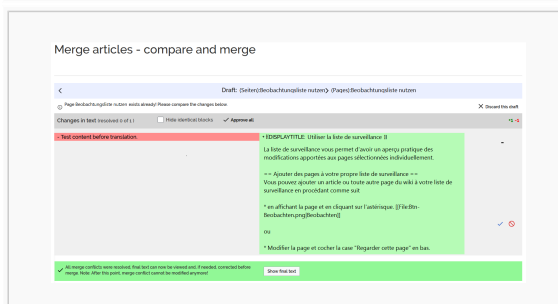 Merge articles - compare and merge
Draft: (Seiten):Beobachtungsliste nutzen❯ (Pages):Beobachtungsliste nutzen
Page Beobachtungsliste nutzen exists already! Please compare the changes below.
Discard this draft
Changes in text (resolved 0 of 1)
Hide identical blocks
Approve all
+1 -1
- Test content before translation.
+ {{DISPLAYTITLE: Utiliser la liste de surveillance }}
La liste de surveillance vous permet d'avoir un aperçu pratique des
modifications apportées aux pages sélectionnées individuellement.
== Ajouter des pages à votre propre liste de surveillance ==
Vous pouvez ajouter un article ou toute autre page du wiki à votre liste de
surveillance en procédant comme suit
* en affichant la page et en cliquant sur l'astérisque. [[File:Btn-
Beobachten.png|Beobachten]]
ou
* Modifier la page et cocher la case "Regarder cette page" en bas.
All merge conflicts were resolved, final text can now be viewed and, if needed, corrected before
merge. Note: After this point, merge conflict cannot be modified anymore!
Show final text